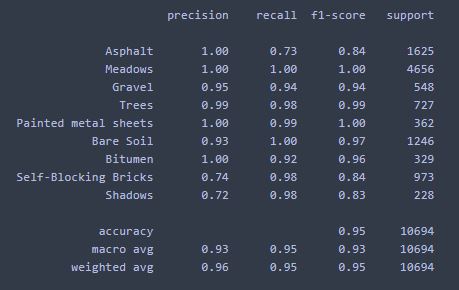 precision recall f1-score support
Asphalt 1.00 0.73 0.84 1625
Meadows 1.00 1.00 1.00 4656
Gravel 0.95 0.94 0.94 548
Trees 0.99 0.98 0.99 727
Painted metal sheets 1.00 0.99 1.00 362
Bare Soil 0.93 1.00 0.97 1246
Bitumen 1.00 0.92 0.96 329
Self-Blocking Bricks 0.74 0.98 0.84 973
Shadows 0.72 0.98 0.83 228
accuracy 0.95 10694
macro avg 0.93 0.95 0.93 10694
weighted avg 0.96 0.95 0.95 10694